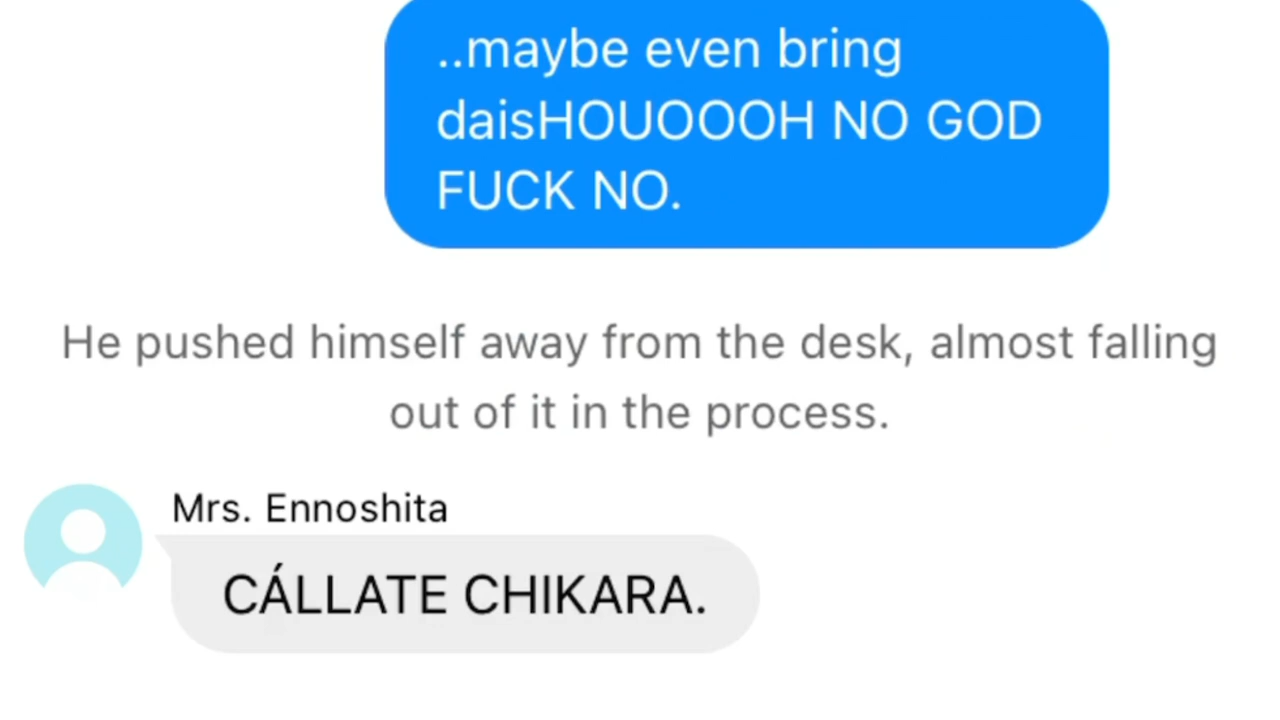 ..maybe even bring
daisHOUOOOH NO GOD
FUCK NO.
He pushed himself away from the desk, almost falling
out of it in the process.
Mrs. Ennoshita
CÁLLATE CHIKARA.